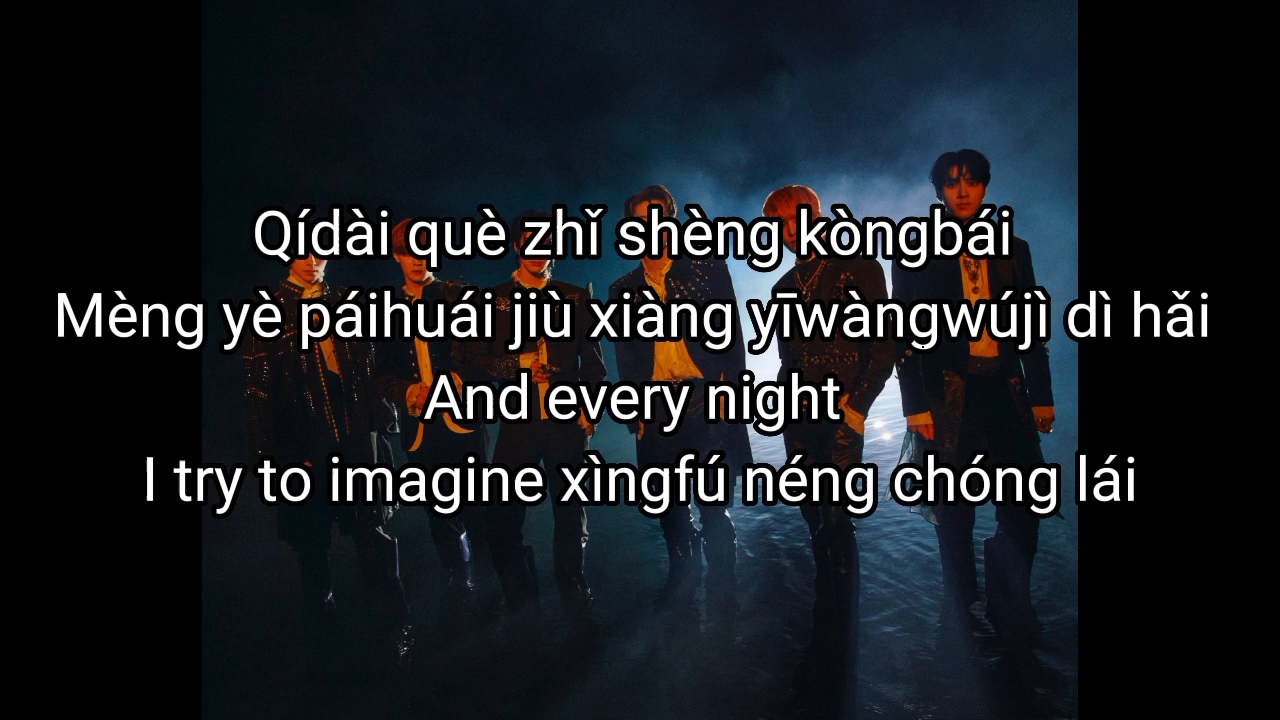 Qídài què zhǐ shèng kòngbái
Mèng yè páihuái jiù xiàng yīwàngwújì dì hǎi
And every night
I try to imagine xìngfú néng chóng lái